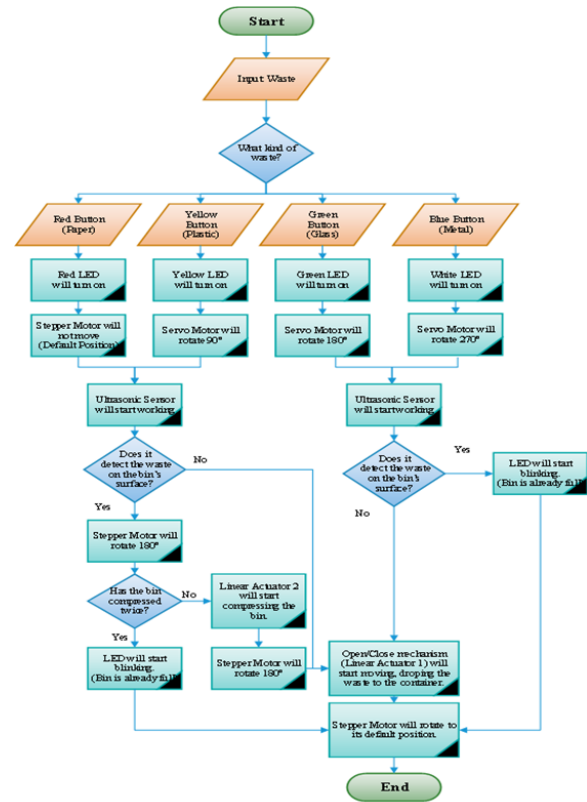 Start
Input Waste
What kind of
waste?
Red Button
(Paper)
Yellow
Button
(Plastic)
Green
Button
(Glass)
Blue Button
(Metal)
Red LED
will turn on
Yellow LED
will turn on
Green LED
will turn on
White LED
will turn on
Stepper Motor will
not move
(Default Position)
Servo Motor will
rotate 90°
Servo Motor will
rotate 180°
Servo Motor will
rotate 270°
Ultrasonic Sensor
will start working
Ultrasonic Sensor
will start working
Does it
detect the waste
on the bin's
surface?
No
Yes
Does it
detect the waste
on the bin's
surface?
Yes
No
LED will start
blinking.
(Bin is already full)
Stepper Motor will
rotate 180°
Has the bin
compressed
twice?
No
Yes
Linear Actuator 2
will start
compressing the
bin.
LED will start
blinking.
(Bin is already full)
Stepper Motor will
rotate 180°
Open/Close mechanism
(Linear Actuator 1) will
start moving, droping the
waste to the container.
Stepper Motor will rotate to
its default position.
End